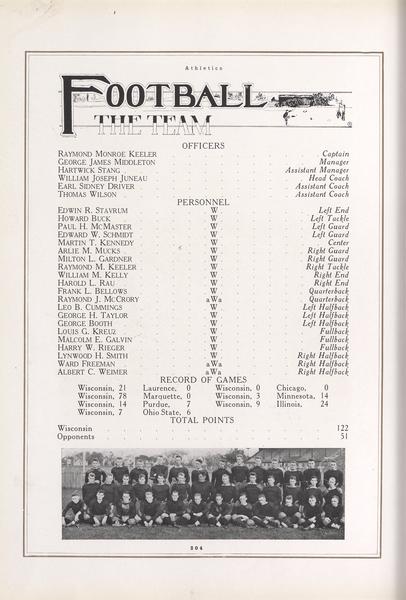 Athletics
FOOTBALL
THE TEAM
OFFICERS
RAYMOND MONROE KEELER . . . Captain
GEORGE JAMES MIDDLETON . . . Manager
HARTWICK STANG . . . Assistant Manager
WILLIAM JOSEPH JUNEAU . . . Head Coach
EARL SIDNEY DRIVER . . . Assistant Coach
THOMAS WILSON . . . Assistant Coach
PERSONNEL
EDWIN R. STAVRUM . W . Left End
HOWARD BUCK . W . Left Tackle
PAUL H. MCMASTER . W . Left Guard
EDWARD W. SCHMIDT . W . Left Guard
MARTIN T. KENNEDY . W . Center
ARLIE M. MUCKS . W . Right Guard
MILTON L. GARDNER . W . Right Guard
RAYMOND M. KEELER . W . Right Tackle
WILLIAM M. KELLY . W . Right End
HAROLD L. RAU . W . Right End
FRANK L. BELLOWS . W . Quarterback
RAYMOND J. MCCRORY . aWa . Quarterback
LEO B. CUMMINGS . W . Left Halfback
GEORGE H. TAYLOR . W . Left Halfback
GEORGE BOOTH . W . Left Halfback
LOUIS G. KREUZ . W . Fullback
MALCOLM E. GALVIN . W . Fullback
HARRY W. RIEGER . W . Fullback
LYNWOOD H. SMITH . W . Right Halfback
WARD FREEMAN . aWa . Right Halfback
ALBERT C. WEIMER . aWa . Right Halfback
RECORD OF GAMES
Wisconsin, 21 Laurence, 0 Wisconsin, 0 Chicago, 0
Wisconsin, 78 Marquette, 0 Wisconsin, 3 Minnesota, 14
Wisconsin, 14 Purdue, 7 Wisconsin, 9 Illinois, 24
Wisconsin, 7 Ohio State, 6
TOTAL POINTS
Wisconsin . . . 122
Opponents . . . 51
204